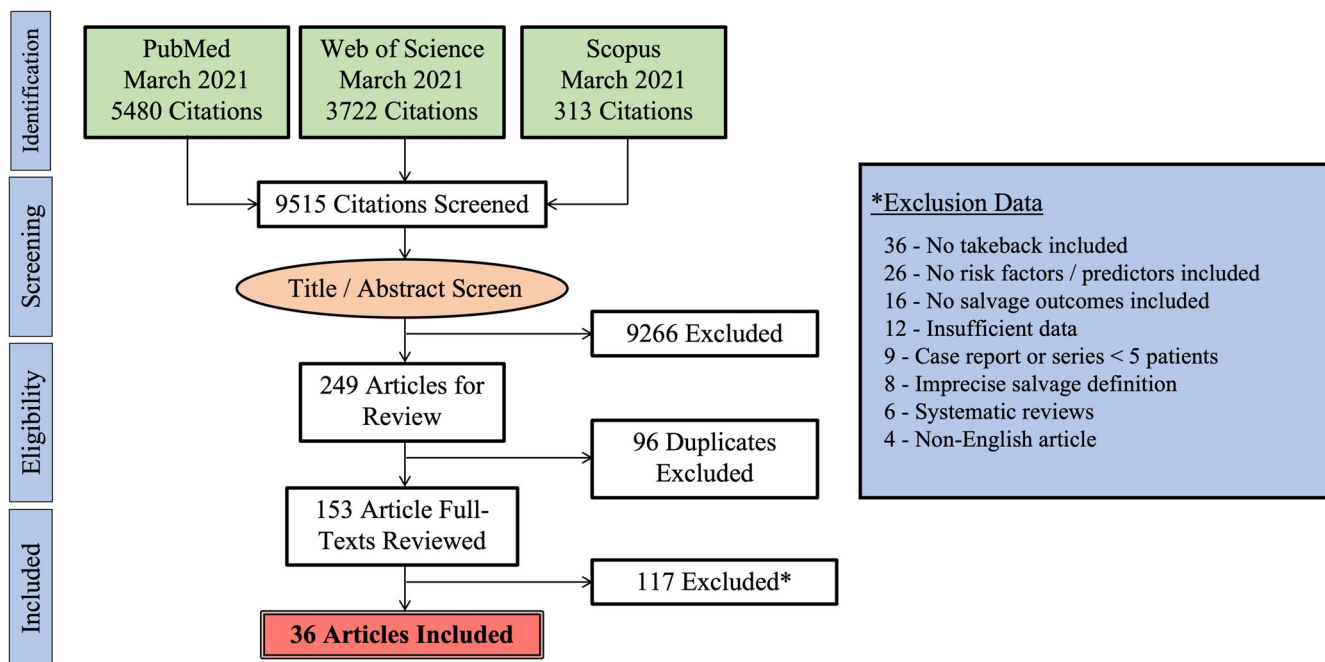 Identification
PubMed
March 2021
5480 Citations
Web of Science
March 2021
3722 Citations
Scopus
March 2021
313 Citations
Screening
9515 Citations Screened
Title / Abstract Screen
9266 Excluded
Eligibility
249 Articles for
Review
96 Duplicates
Excluded
153 Article Full-
Texts Reviewed
Included
117 Excluded*
36 Articles Included
*Exclusion Data
36 - No takeback included
26 - No risk factors / predictors included
16 - No salvage outcomes included
12 - Insufficient data
9 - Case report or series < 5 patients
8 - Imprecise salvage definition
6 - Systematic reviews
4 - Non-English article